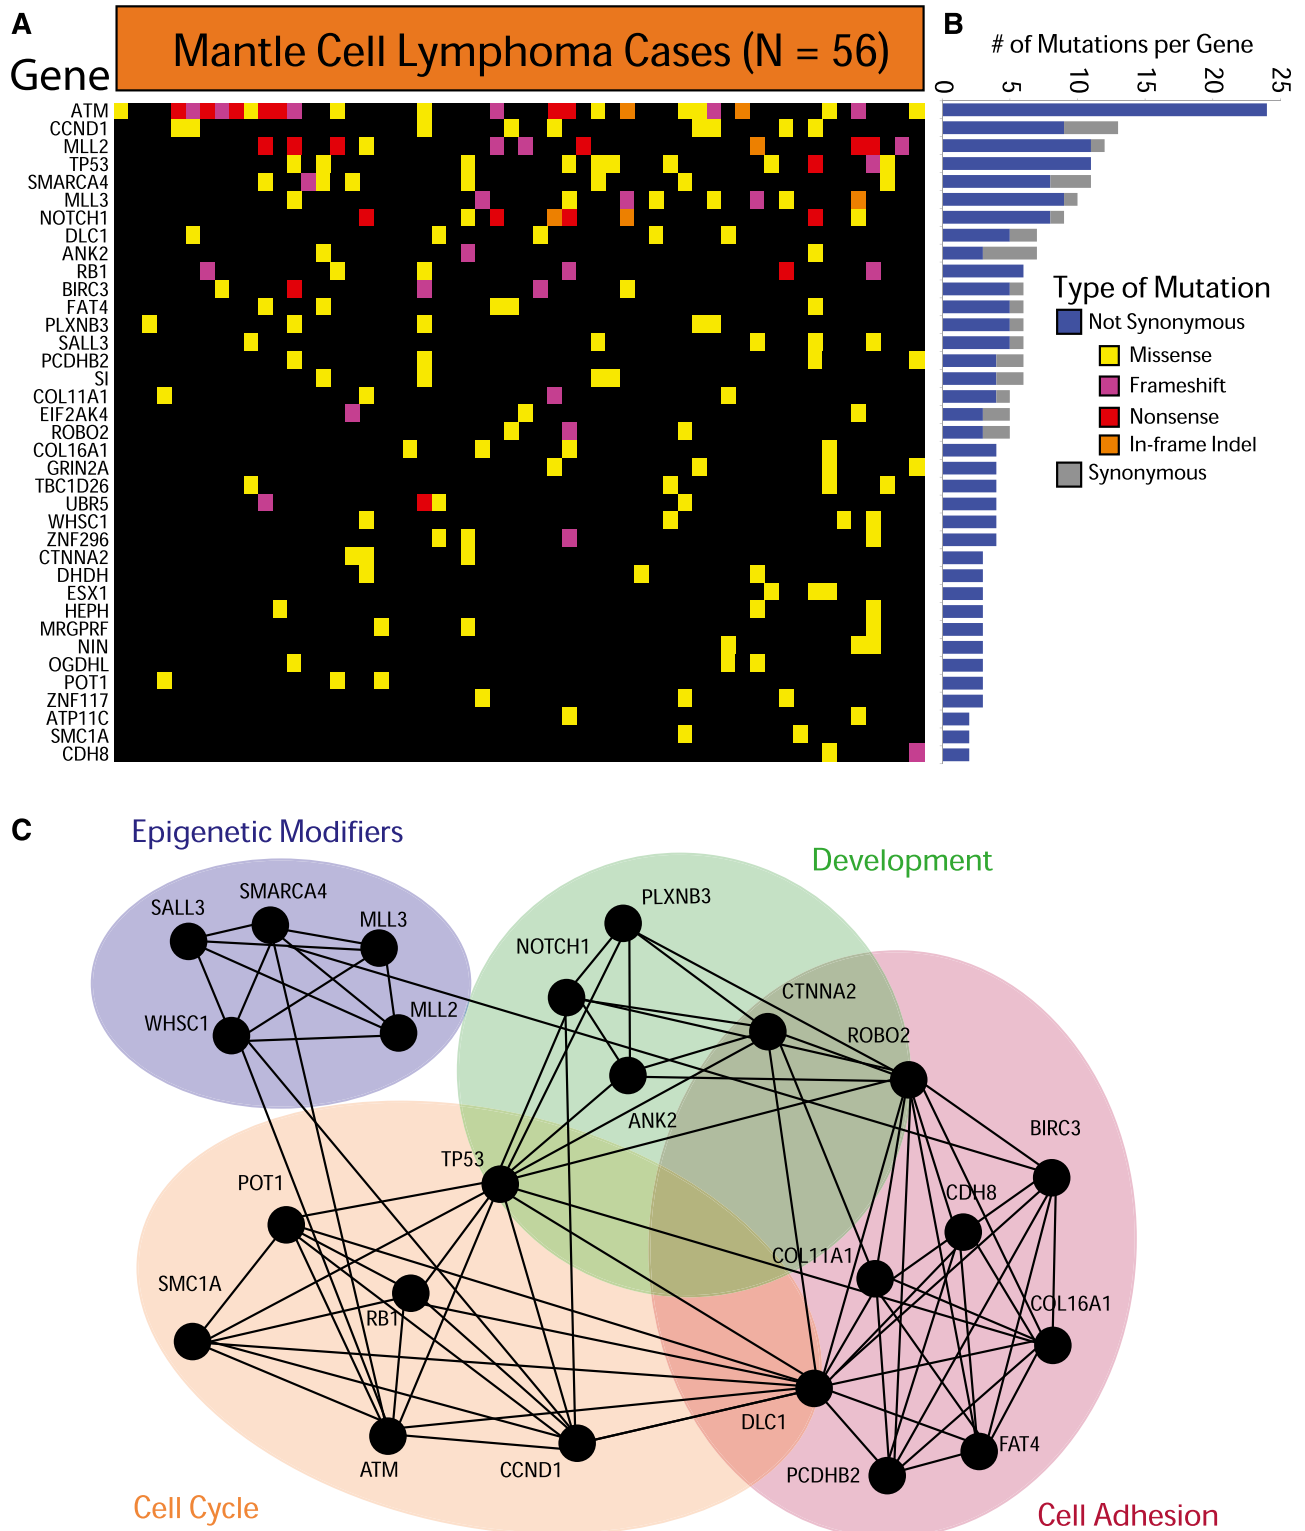 A
Mantle Cell Lymphoma Cases (N = 56)
Gene
ATM
CCND1
MLL2
TP53
SMARCA4
MLL3
NOTCH1
DLC1
ANK2
RB1
BIRC3
FAT4
PLXNB3
SALL3
PCDHB2
SI
COL11A1
EIF2AK4
ROBO2
COL16A1
GRIN2A
TBC1D26
UBR5
WHSC1
ZNF296
CTNNA2
DHDH
ESX1
HEPH
MRGPRF
NIN
OGDHL
POT1
ZNF117
ATP11C
SMC1A
CDH8
B
# of Mutations per Gene
0
5
10
15
20
25
Type of Mutation
Not Synonymous
Missense
Frameshift
Nonsense
In-frame Indel
Synonymous
C
Epigenetic Modifiers
Development
SMARCA4
SALL3
MLL3
WHSC1
MLL2
PLXNB3
NOTCH1
CTNNA2
ROBO2
ANK2
BIRC3
TP53
POT1
CDH8
COL11A1
SMC1A
RB1
COL16A1
DLC1
ATM
CCND1
PCDHB2
FAT4
Cell Cycle
Cell Adhesion